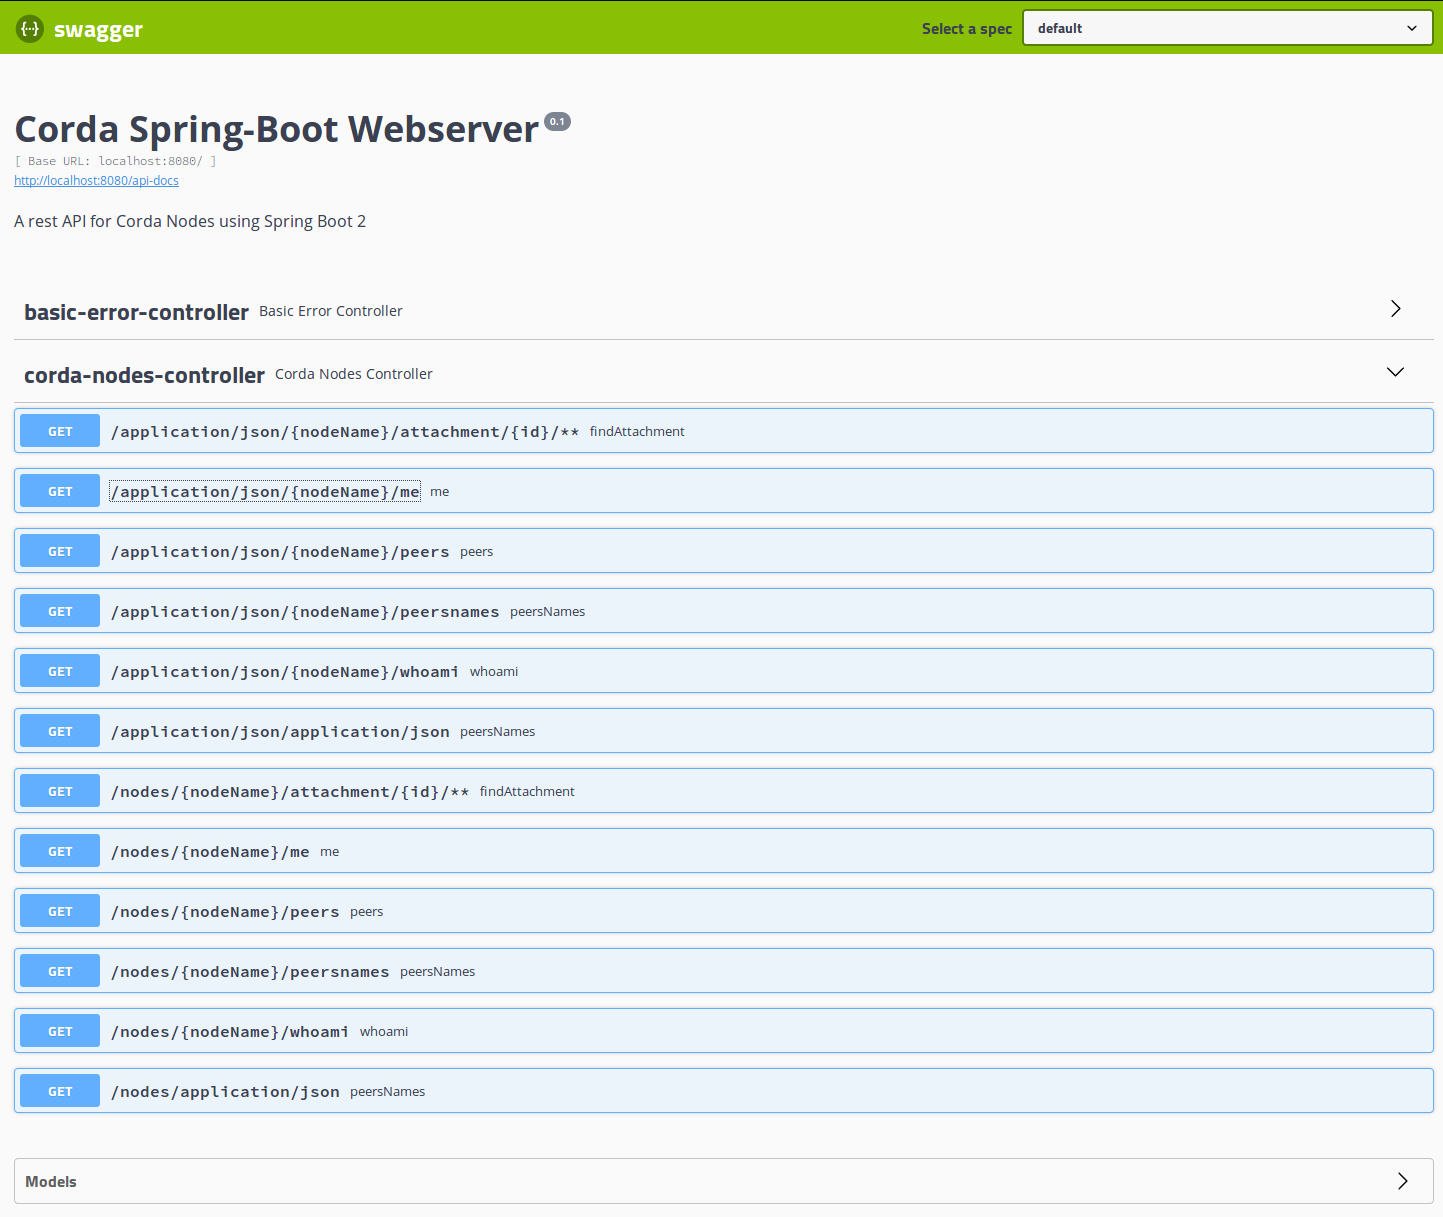 {...} swagger Select a spec default
Corda Spring-Boot Webserver 0.1
[ Base URL: localhost:8080/ ]
http://localhost:8080/api-docs
A rest API for Corda Nodes using Spring Boot 2
basic-error-controller Basic Error Controller
corda-nodes-controller Corda Nodes Controller
GET /application/json/{nodeName}/attachment/{id}/** findAttachment
GET /application/json/{nodeName}/me me
GET /application/json/{nodeName}/peers peers
GET /application/json/{nodeName}/peersnames peersNames
GET /application/json/{nodeName}/whoami whoami
GET /application/json/application/json peersNames
GET /nodes/{nodeName}/attachment/{id}/** findAttachment
GET /nodes/{nodeName}/me me
GET /nodes/{nodeName}/peers peers
GET /nodes/{nodeName}/peersnames peersNames
GET /nodes/{nodeName}/whoami whoami
GET /nodes/application/json peersNames
Models